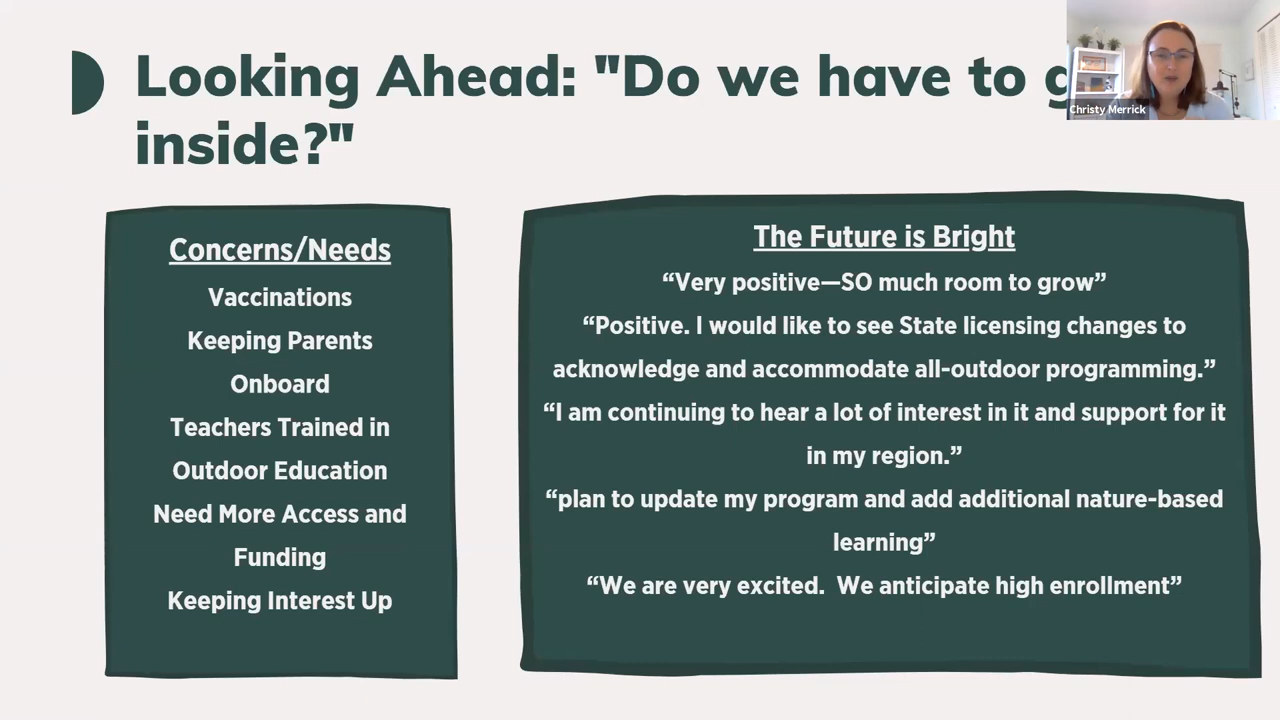 Looking Ahead: "Do we have to
inside?"
Christy Merrick
Concerns/Needs
Vaccinations
Keeping Parents
Onboard
Teachers Trained in
Outdoor Education
Need More Access and
Funding
Keeping Interest Up
The Future is Bright
“Very positive—SO much room to grow”
“Positive. I would like to see State licensing changes to
acknowledge and accommodate all-outdoor programming.”
“I am continuing to hear a lot of interest in it and support for it
in my region.”
“plan to update my program and add additional nature-based
learning”
“We are very excited.  We anticipate high enrollment”